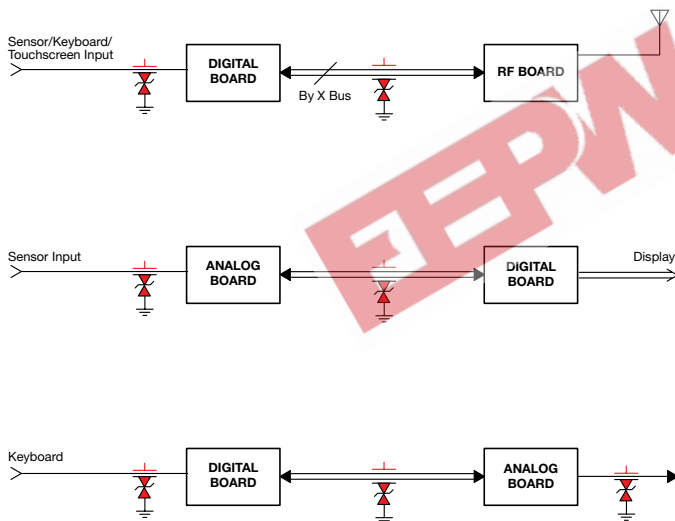 Sensor/Keyboard/
Touchscreen Input
DIGITAL
BOARD
By X Bus
RF BOARD
EEPW
Sensor Input
ANALOG
BOARD
DIGITAL
BOARD
Display
Keyboard
DIGITAL
BOARD
ANALOG
BOARD